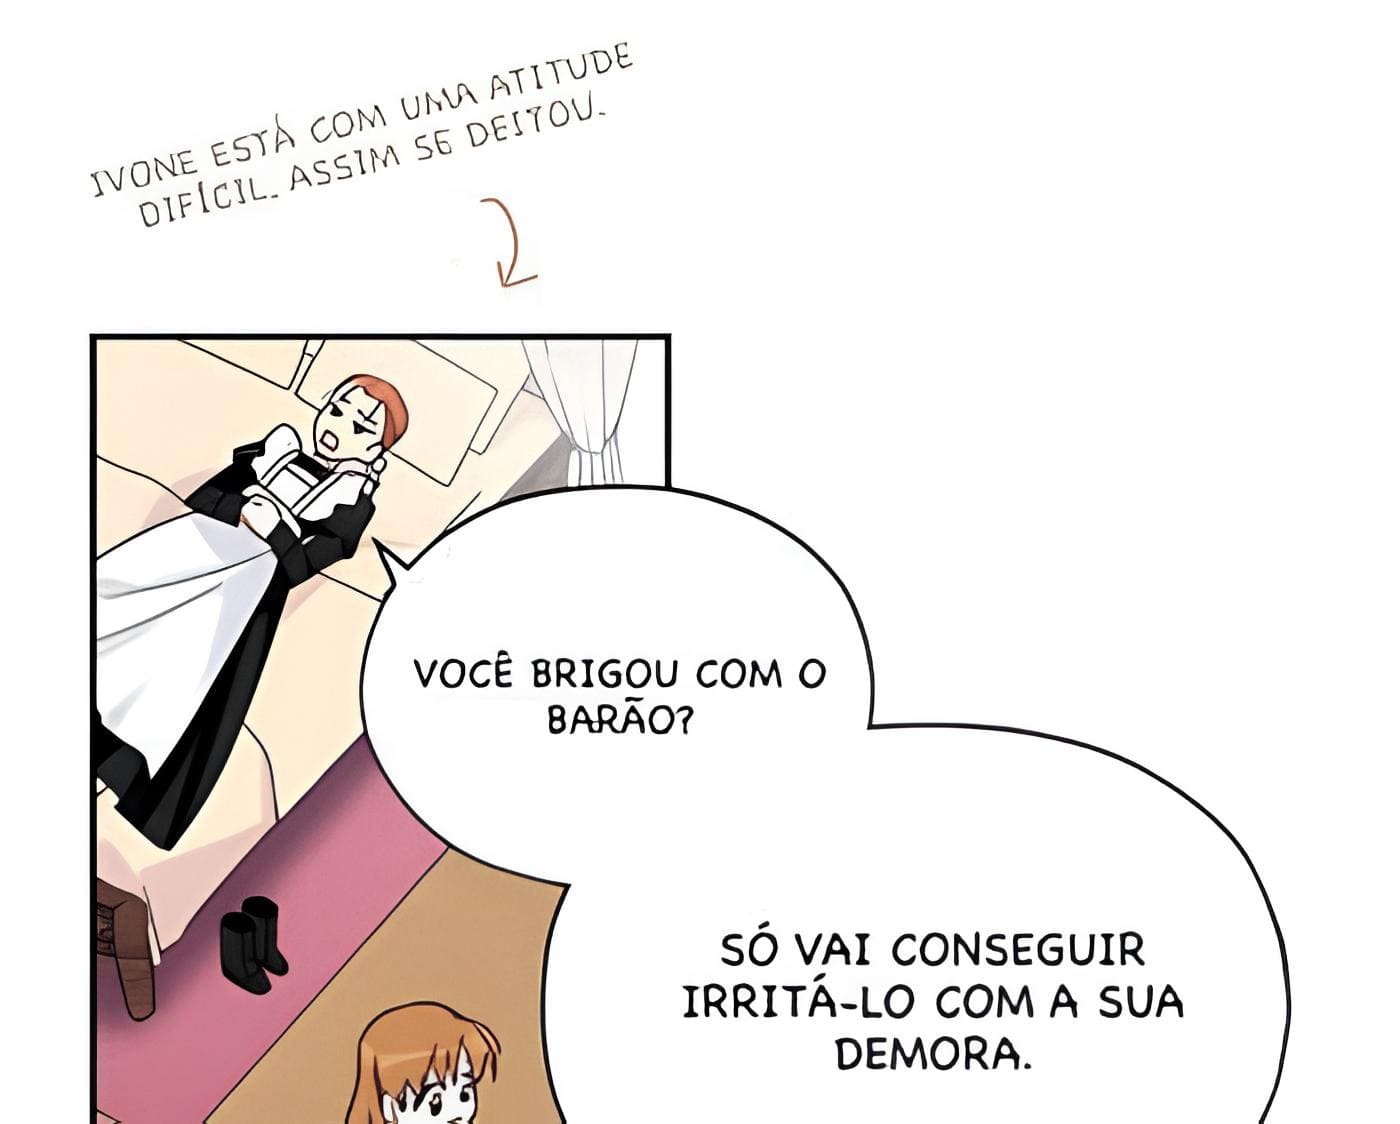 IVONE ESTÁ COM UMA ATITUDE
DIFÍCIL. ASSIM SE DEITOU.
VOCÊ BRIGOU COM O
BARÃO?
SÓ VAI CONSEGUIR
IRRITÁ-LO COM A SUA
DEMORA.